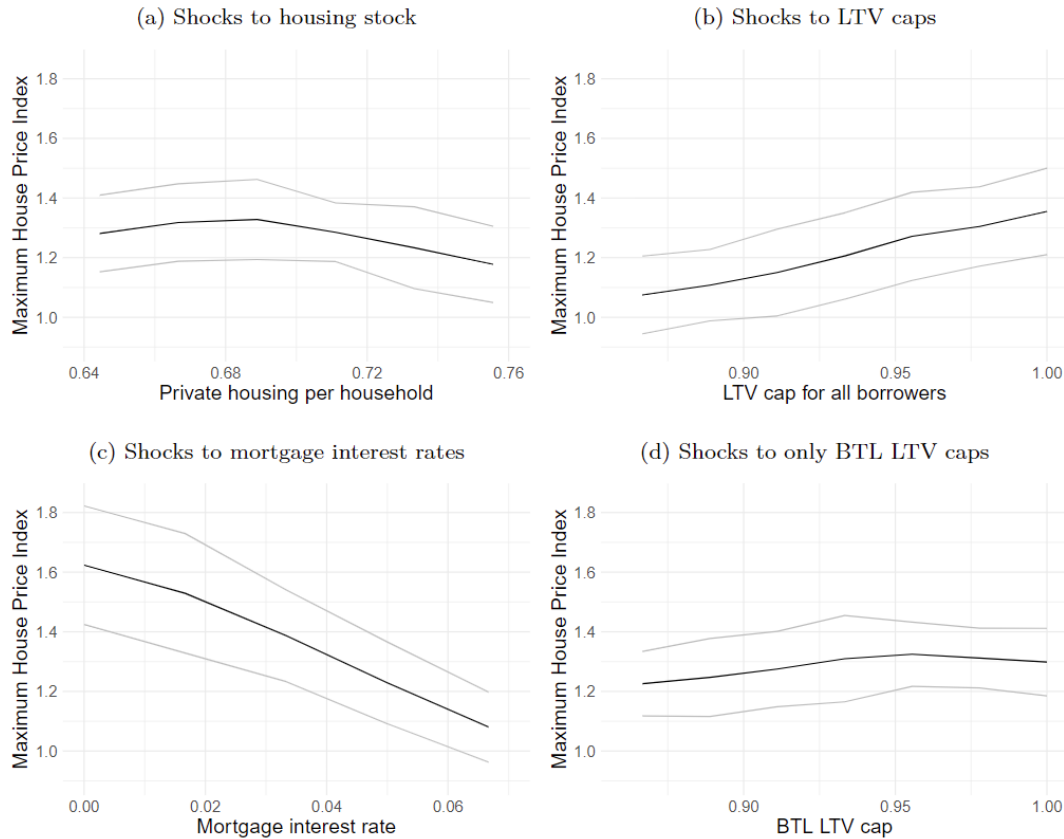 (a) Shocks to housing stock
Maximum House Price Index
1.8
1.6
1.4
1.2
1.0
0.64
0.68
0.72
0.76
Private housing per household
(b) Shocks to LTV caps
Maximum House Price Index
1.8
1.6
1.4
1.2
1.0
0.90
0.95
1.00
LTV cap for all borrowers
(c) Shocks to mortgage interest rates
Maximum House Price Index
1.8
1.6
1.4
1.2
1.0
0.00
0.02
0.04
0.06
Mortgage interest rate
(d) Shocks to only BTL LTV caps
Maximum House Price Index
1.8
1.6
1.4
1.2
1.0
0.90
0.95
1.00
BTL LTV cap